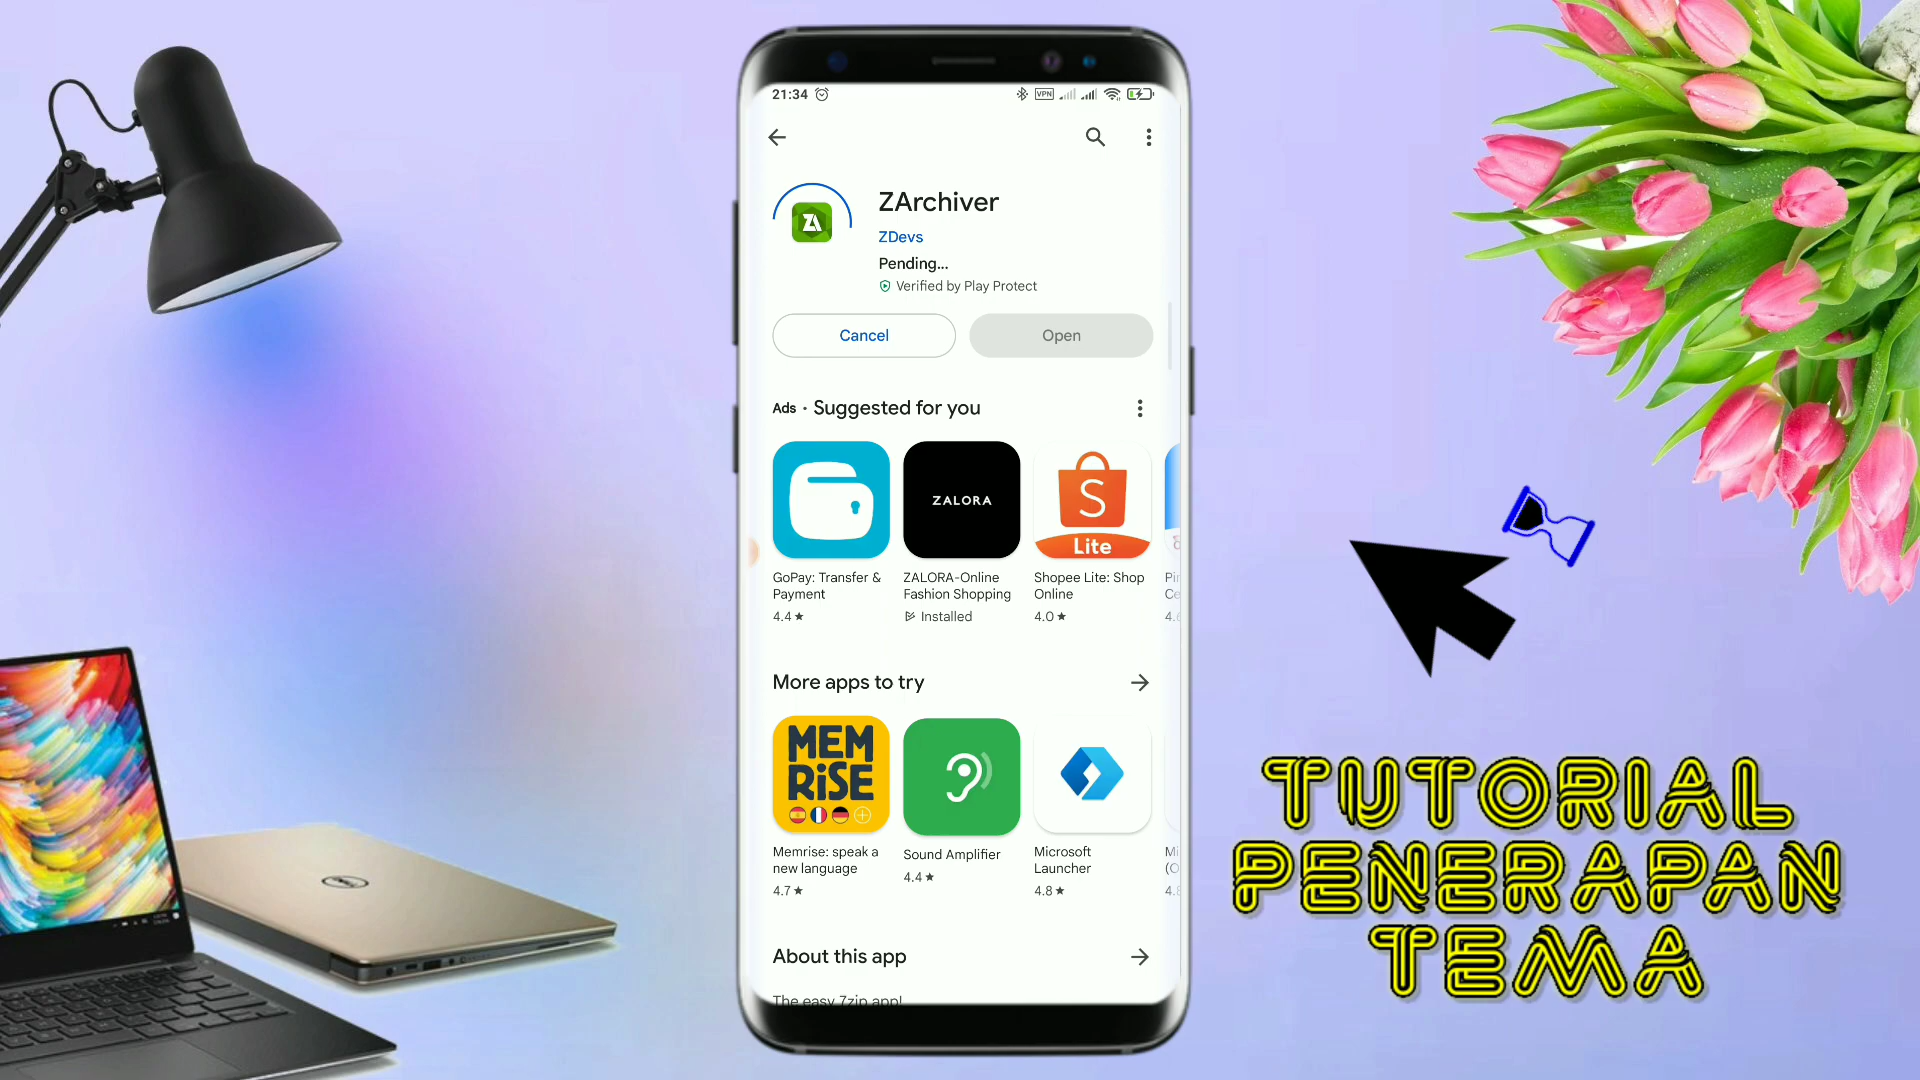 21:34
VPN
ZA
ZArchiver
ZDevs
Pending...
Verified by Play Protect
Cancel
Open
Ads · Suggested for you
ZALORA
S
Lite
GoPay: Transfer &
Payment
4.4 ★
ZALORA-Online
Fashion Shopping
Installed
Shopee Lite: Shop
Online
4.0 ★
More apps to try
MEM
RiSE
Memrise: speak a
new language
4.7 ★
Sound Amplifier
4.4 ★
Microsoft
Launcher
4.8 ★
About this app
The easy 7zip app!
DELL
TUTORIAL
PENERAPAN
TEMA